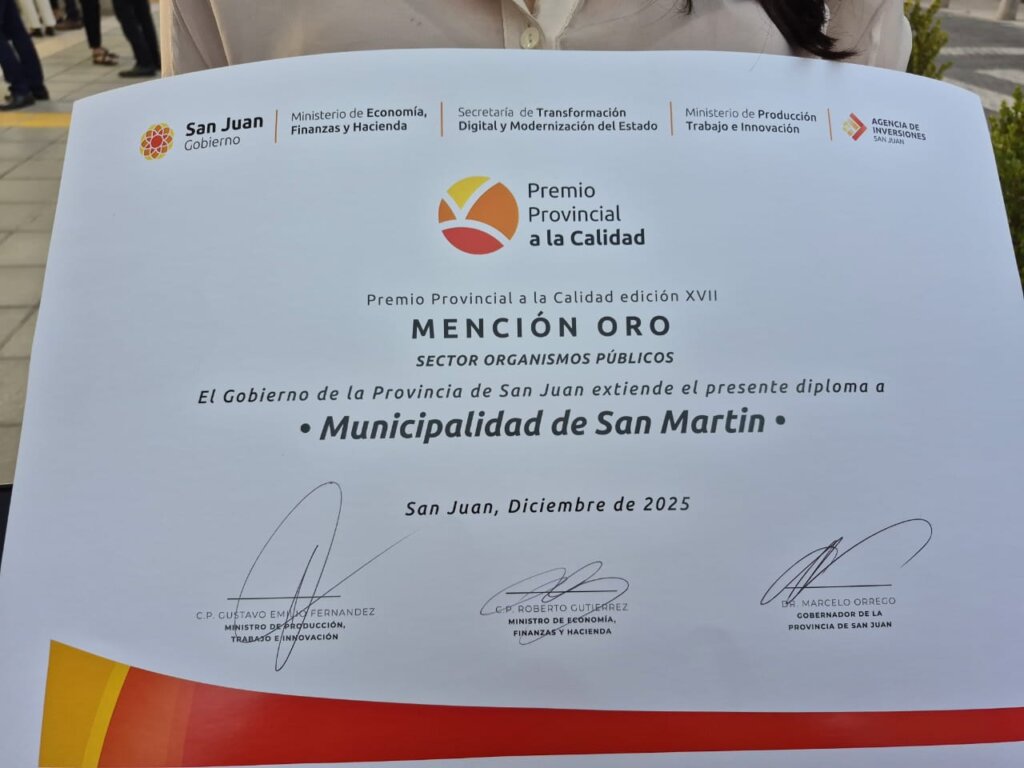 San Juan
Gobierno
Ministerio de Economía,
Finanzas y Hacienda
Secretaría de Transformación
Digital y Modernización del Estado
Ministerio de Producción
Trabajo e Innovación
AGENCIA DE
INVERSIONES
SAN JUAN
Premio
Provincial
a la Calidad
Premio Provincial a la Calidad edición XVII
MENCIÓN ORO
SECTOR ORGANISMOS PÚBLICOS
El Gobierno de la Provincia de San Juan extiende el presente diploma a
• Municipalidad de San Martin •
San Juan, Diciembre de 2025
C.P. GUSTAVO EMILIO FERNANDEZ
MINISTRO DE PRODUCCIÓN,
TRABAJO E INNOVACIÓN
C.P. ROBERTO GUTIERREZ
MINISTRO DE ECONOMÍA,
FINANZAS Y HACIENDA
DR. MARCELO ORREGO
GOBERNADOR DE LA
PROVINCIA DE SAN JUAN